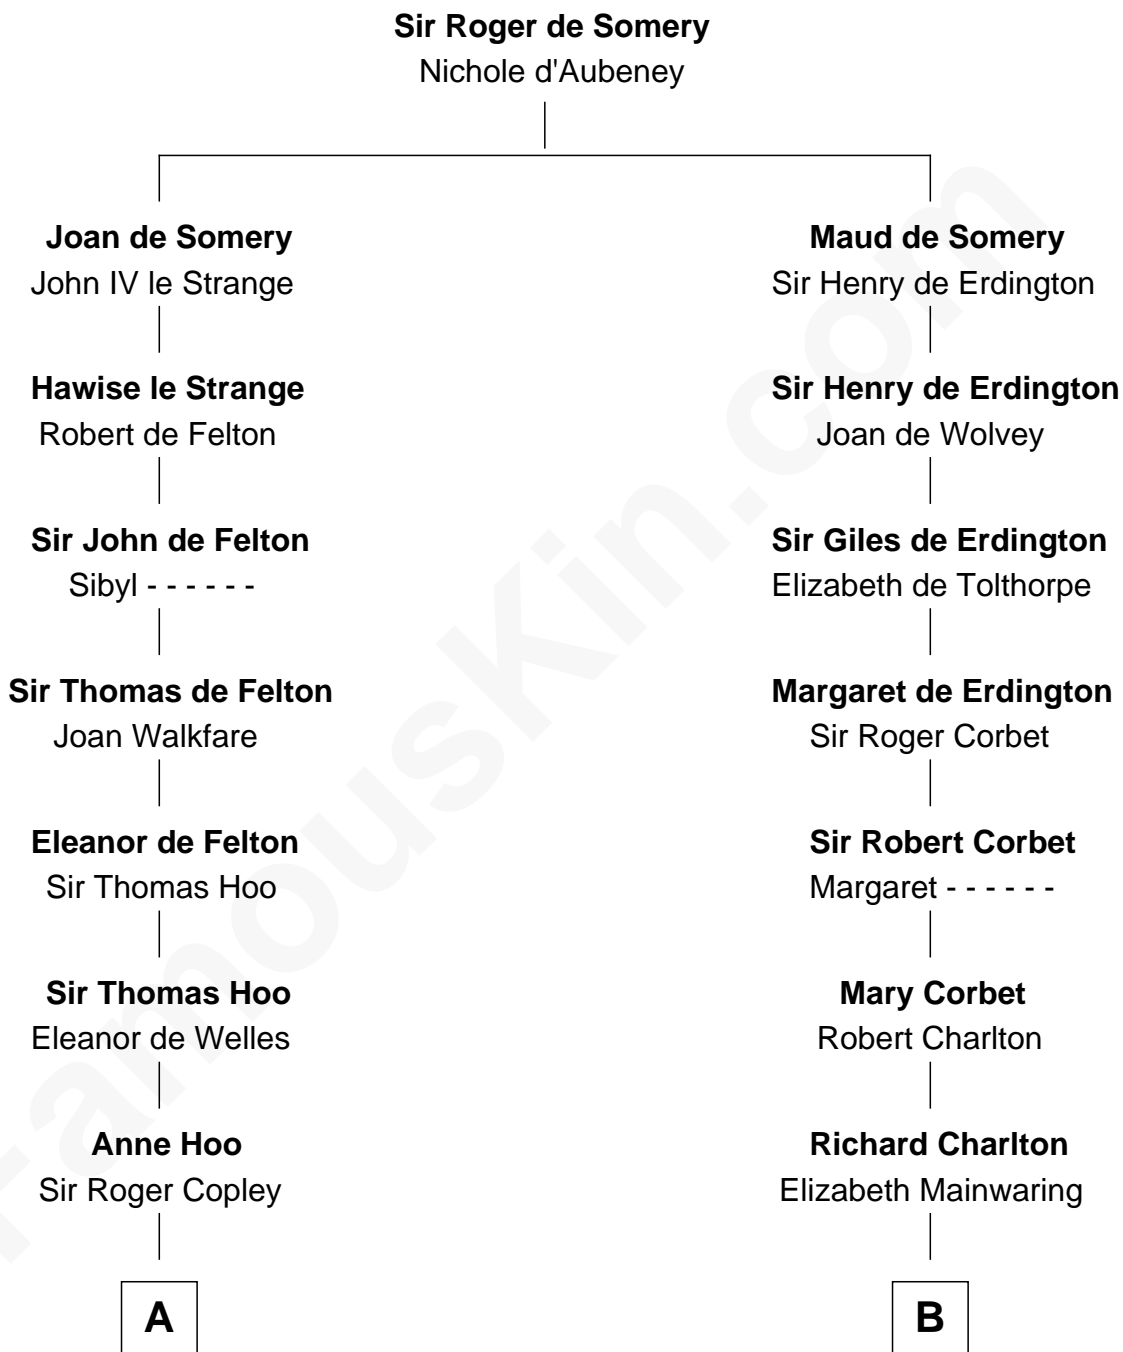 Sir Roger de Somery
Nichole d'Aubeney
Joan de Somery
John IV le Strange
Maud de Somery
Sir Henry de Erdington
Hawise le Strange
Robert de Felton
Sir Henry de Erdington
Joan de Wolvey
Sir John de Felton
Sibyl - - - - - -
Sir Giles de Erdington
Elizabeth de Tolthorpe
Sir Thomas de Felton
Joan Walkfare
Margaret de Erdington
Sir Roger Corbet
Eleanor de Felton
Sir Thomas Hoo
Sir Robert Corbet
Margaret - - - - - -
Sir Thomas Hoo
Eleanor de Welles
Mary Corbet
Robert Charlton
Anne Hoo
Sir Roger Copley
Richard Charlton
Elizabeth Mainwaring
A
B
FamousKin.com